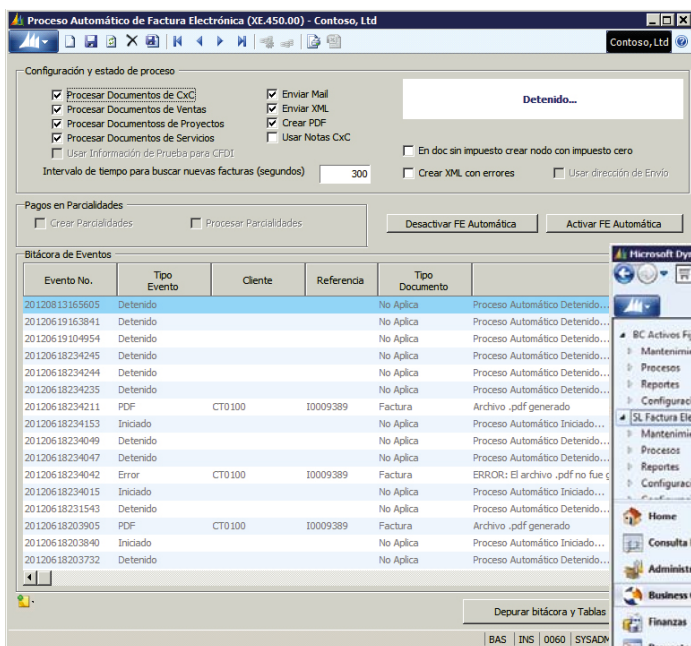 Proceso Automático de Factura Electrónica (XE.450.00) - Contoso, Ltd
Contoso, Ltd
Configuración y estado de proceso
Procesar Documentos de CxC
Procesar Documentos de Ventas
Procesar Documentoss de Proyectos
Procesar Documentos de Servicios
Usar Información de Prueba para CFDI
Enviar Mail
Enviar XML
Crear PDF
Usar Notas CxC
Detenido...
En doc sin impuesto crear nodo con impuesto cero
Intervalo de tiempo para buscar nuevas facturas (segundos) 300
Crear XML con errores
Usar dirección de Envio
Pagos en Parcialidades
Crear Parcialidades
Procesar Parcialidades
Desactivar FE Automática
Activar FE Automática
Bitácora de Eventos
Evento No. Tipo Evento Cliente Referencia Tipo Documento
20120813165605 Detenido No Aplica Proceso Automático Detenido...
20120619163841 Detenido No Aplica Proceso Automático Detenido...
20120619104954 Detenido No Aplica Proceso Automático Detenido...
20120618234245 Detenido No Aplica Proceso Automático Detenido...
20120618234244 Detenido No Aplica Proceso Automático Detenido...
20120618234235 Detenido No Aplica Proceso Automático Detenido...
20120618234211 PDF CT0100 I0009389 Factura Archivo .pdf generado
20120618234153 Iniciado No Aplica Proceso Automático Iniciado...
20120618234049 Detenido No Aplica Proceso Automático Detenido...
20120618234047 Detenido No Aplica Proceso Automático Detenido...
20120618234042 Error CT0100 I0009389 Factura ERROR: El archivo .pdf no fue
20120618234015 Iniciado No Aplica Proceso Automático Iniciado...
20120618231543 Detenido No Aplica Proceso Automático Detenido...
20120618203905 PDF CT0100 I0009389 Factura Archivo .pdf generado
20120618203840 Iniciado No Aplica Proceso Automático Iniciado...
20120618203732 Detenido No Aplica Proceso Automático Detenido...
Depurar bitácora y Tablas
BAS INS 0060 SYSADM
Microsoft Dyn
BC Activos Fij
Mantenimie
Procesos
Reportes
Configuraci
SL Factura Ele
Mantenimie
Procesos
Reportes
Configuraci
Home
Consulta
Administr
Business
Finanzas